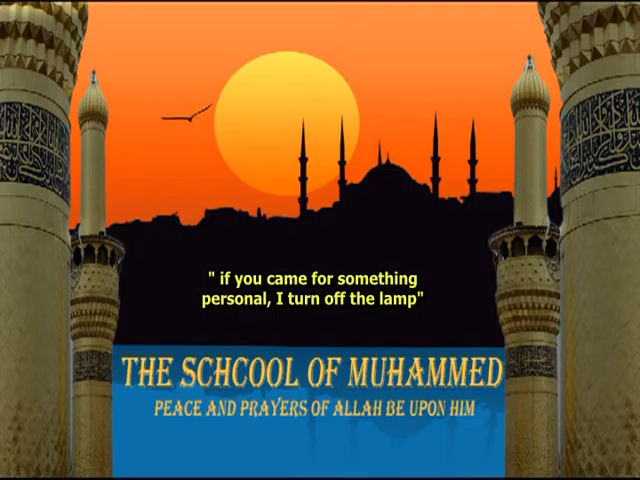 " if you came for something
personal, I turn off the lamp"
THE SCHCOOL OF MUHAMMED
PEACE AND PRAYERS OF ALLAH BE UPON HIM